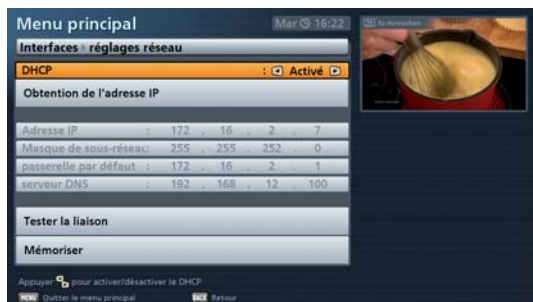 Menu principal
Mar 16:22
Interfaces réglages réseau
DHCP : Activé
Obtention de l'adresse IP
Adresse IP : 172 . 16 . 2 . 7
Masque de sous-réseau: 255 . 255 . 252 . 0
passerelle par défaut : 172 . 16 . 2 . 1
serveur DNS : 192 . 168 . 12 . 100
Tester la liaison
Mémoriser
Appuyer pour activer/désactiver le DHCP
MENU Quitter le menu principal BACK Retour